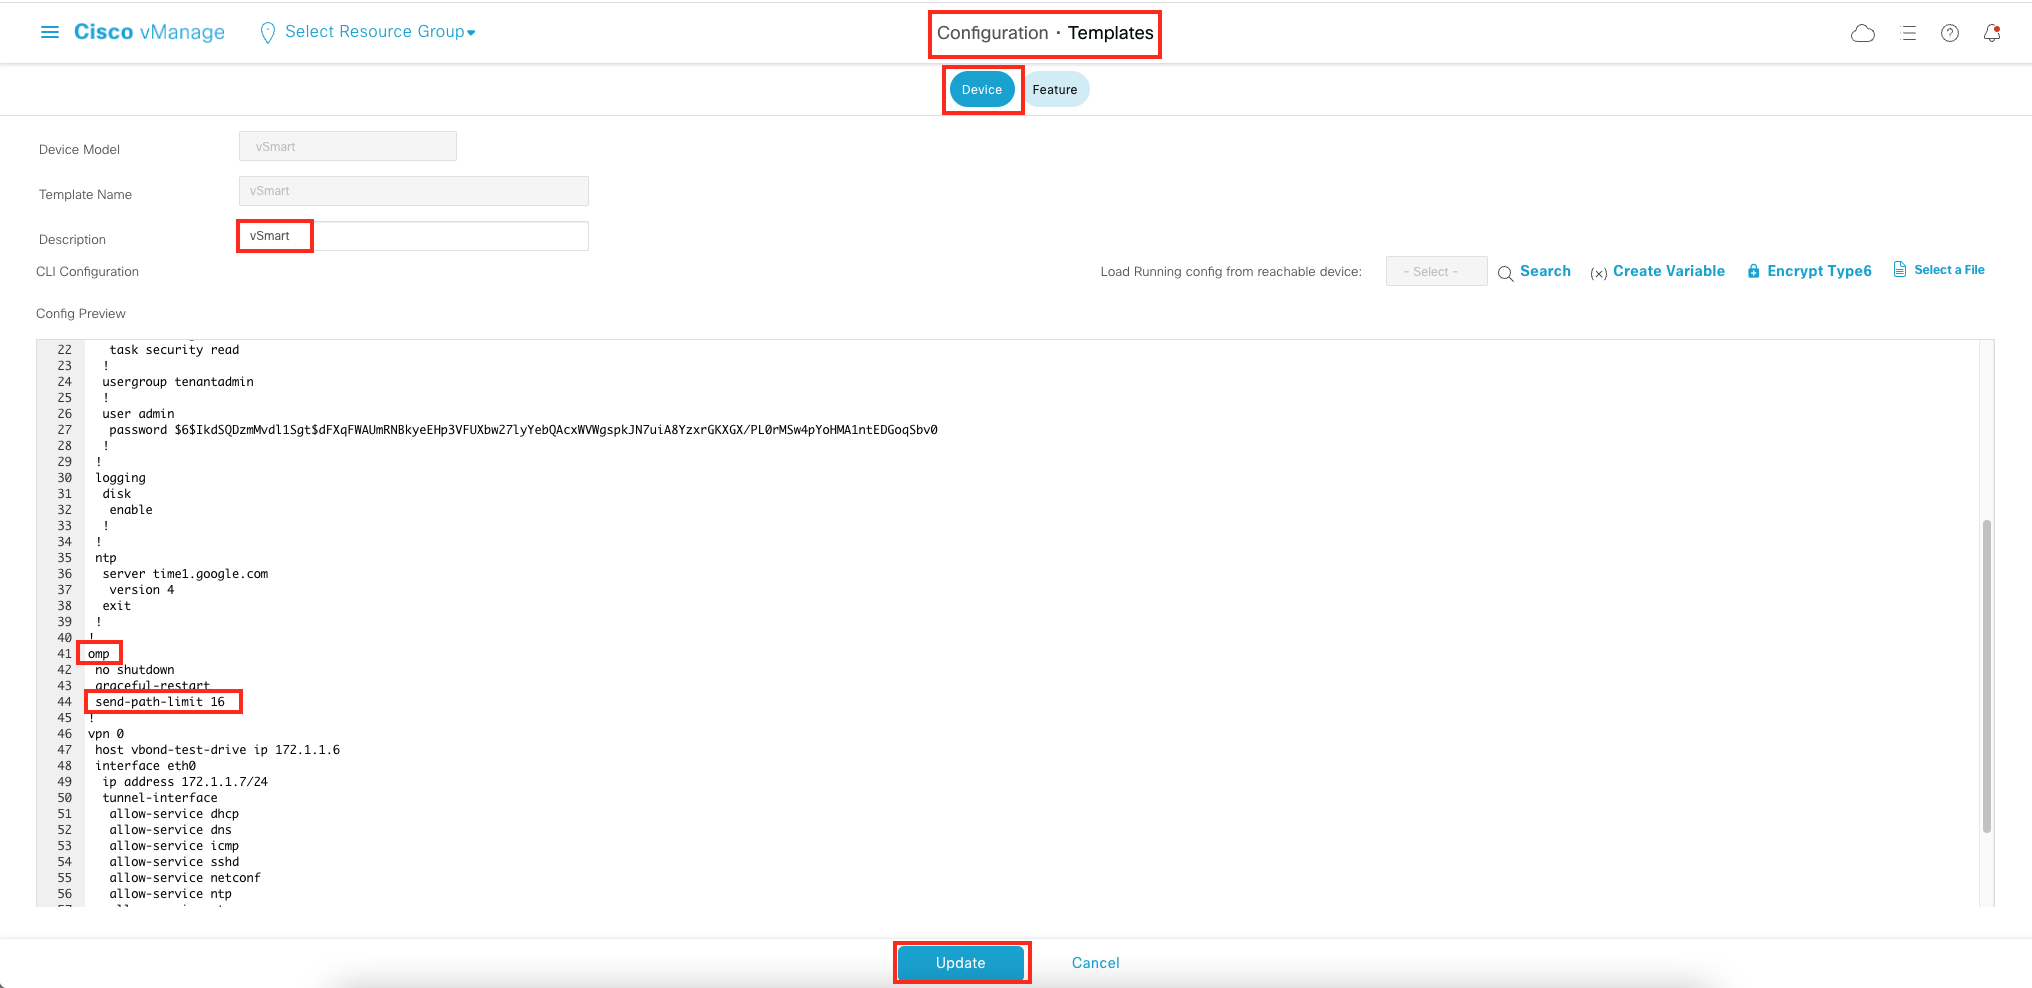 Cisco vManage
Select Resource Group
Configuration · Templates
Device
Feature
Device Model
vSmart
Template Name
vSmart
Description
vSmart
CLI Configuration
Load Running config from reachable device:
- Select -
Search
(x) Create Variable
Encrypt Type6
Select a File
Config Preview
22 task security read
23 !
24 usergroup tenantadmin
25 !
26 user admin
27 password $6$IkdSQDzmMvdl1Sgt$dFXqFWAUmRNBkyeEHp3VFUXbwZ7lyYebQAcxWVWgspkJN7uiA8YzxrGKXGX/PL0rMSw4pYoHMA1ntEDGoqSbv0
28 !
29 !
30 logging
31 disk
32 enable
33 !
34 !
35 ntp
36 server time1.google.com
37 version 4
38 exit
39 !
40 !
41 omp
42 no shutdown
43 graceful-restart
44 send-path-limit 16
45 !
46 vpn 0
47 host vbond-test-drive ip 172.1.1.6
48 interface eth0
49 ip address 172.1.1.7/24
50 tunnel-interface
51 allow-service dhcp
52 allow-service dns
53 allow-service icmp
54 allow-service sshd
55 allow-service netconf
56 allow-service ntp
Update
Cancel